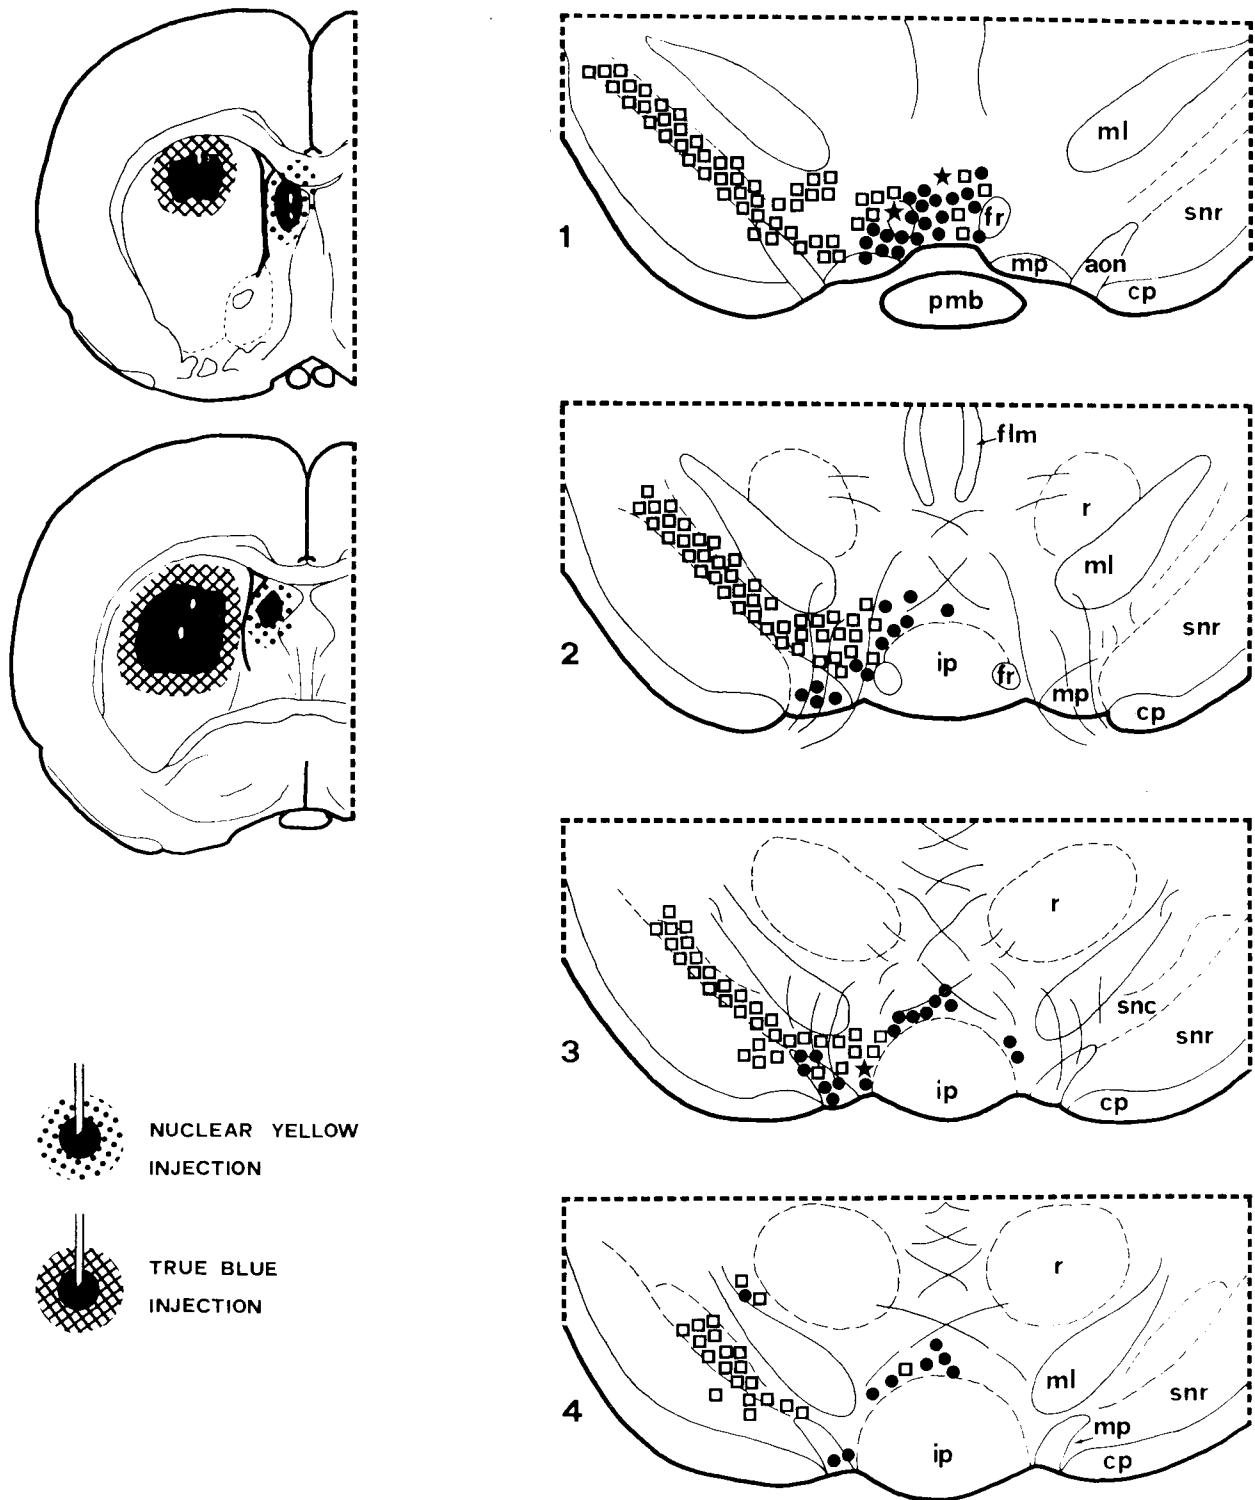 1
ml
fr
snr
mp
aon
cp
pmb
2
flm
r
ml
snr
ip
fr
mp
cp
3
r
snc
snr
ip
cp
NUCLEAR YELLOW
INJECTION
TRUE BLUE
INJECTION
4
r
ml
snr
mp
ip
cp